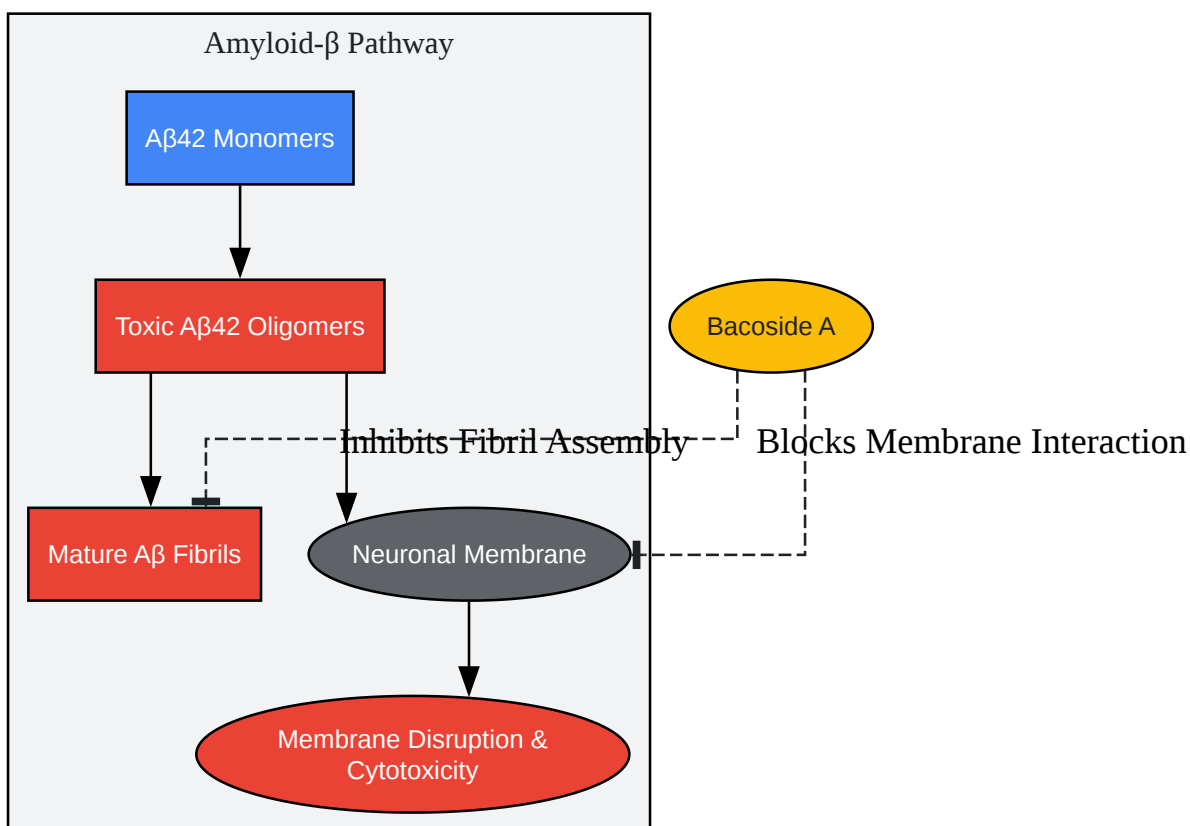 Amyloid-β Pathway
Aβ42 Monomers
Toxic Aβ42 Oligomers
Bacoside A
Inhibits Fibril Assembly
Blocks Membrane Interaction
Mature Aβ Fibrils
Neuronal Membrane
Membrane Disruption &
Cytotoxicity